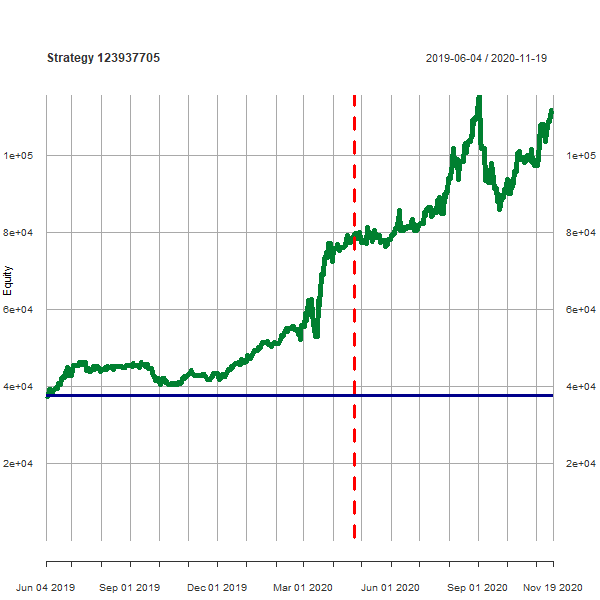 Strategy 123937705
2019-06-04 / 2020-11-19
1e+05
1e+05
8e+04
8e+04
Equity
6e+04
6e+04
4e+04
4e+04
2e+04
2e+04
Jun 04 2019
Sep 01 2019
Dec 01 2019
Mar 01 2020
Jun 01 2020
Sep 01 2020
Nov 19 2020